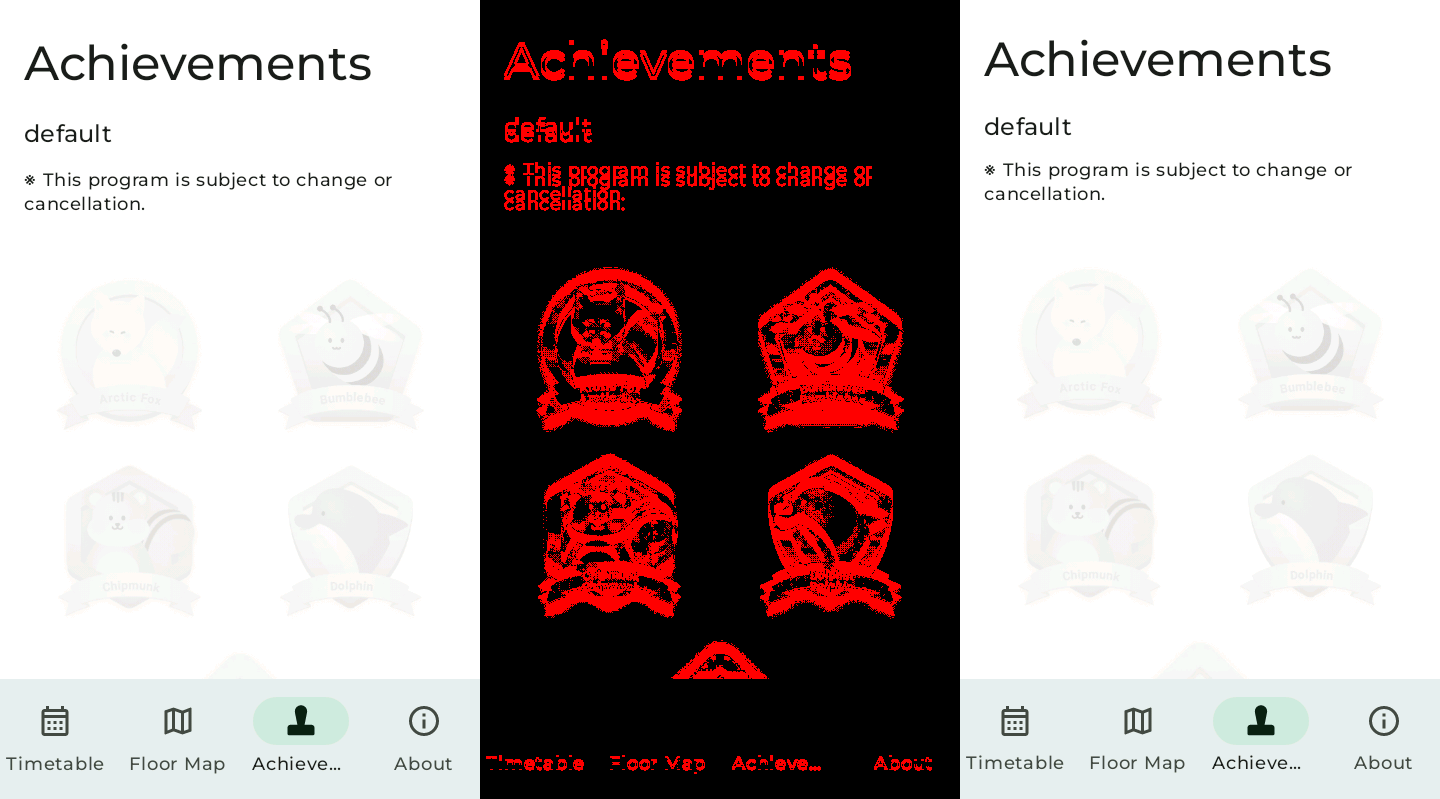 Achievements
default
※ This program is subject to change or
cancellation.
Arctic Fox
Bumblebee
Chipmunk
Dolphin
Timetable
Floor Map
Achieve...
About
Achievements
default
※ This program is subject to change or
cancellation.
Timetable
Floor Map
Achieve...
About
Achievements
default
※ This program is subject to change or
cancellation.
Arctic Fox
Bumblebee
Chipmunk
Dolphin
Timetable
Floor Map
Achieve...
About